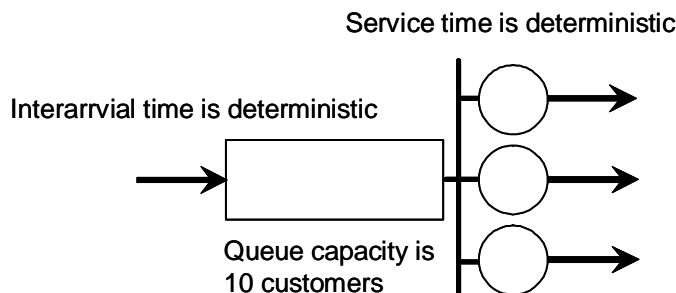 Service time is deterministic
Interarrvial time is deterministic
Queue capacity is
10 customers